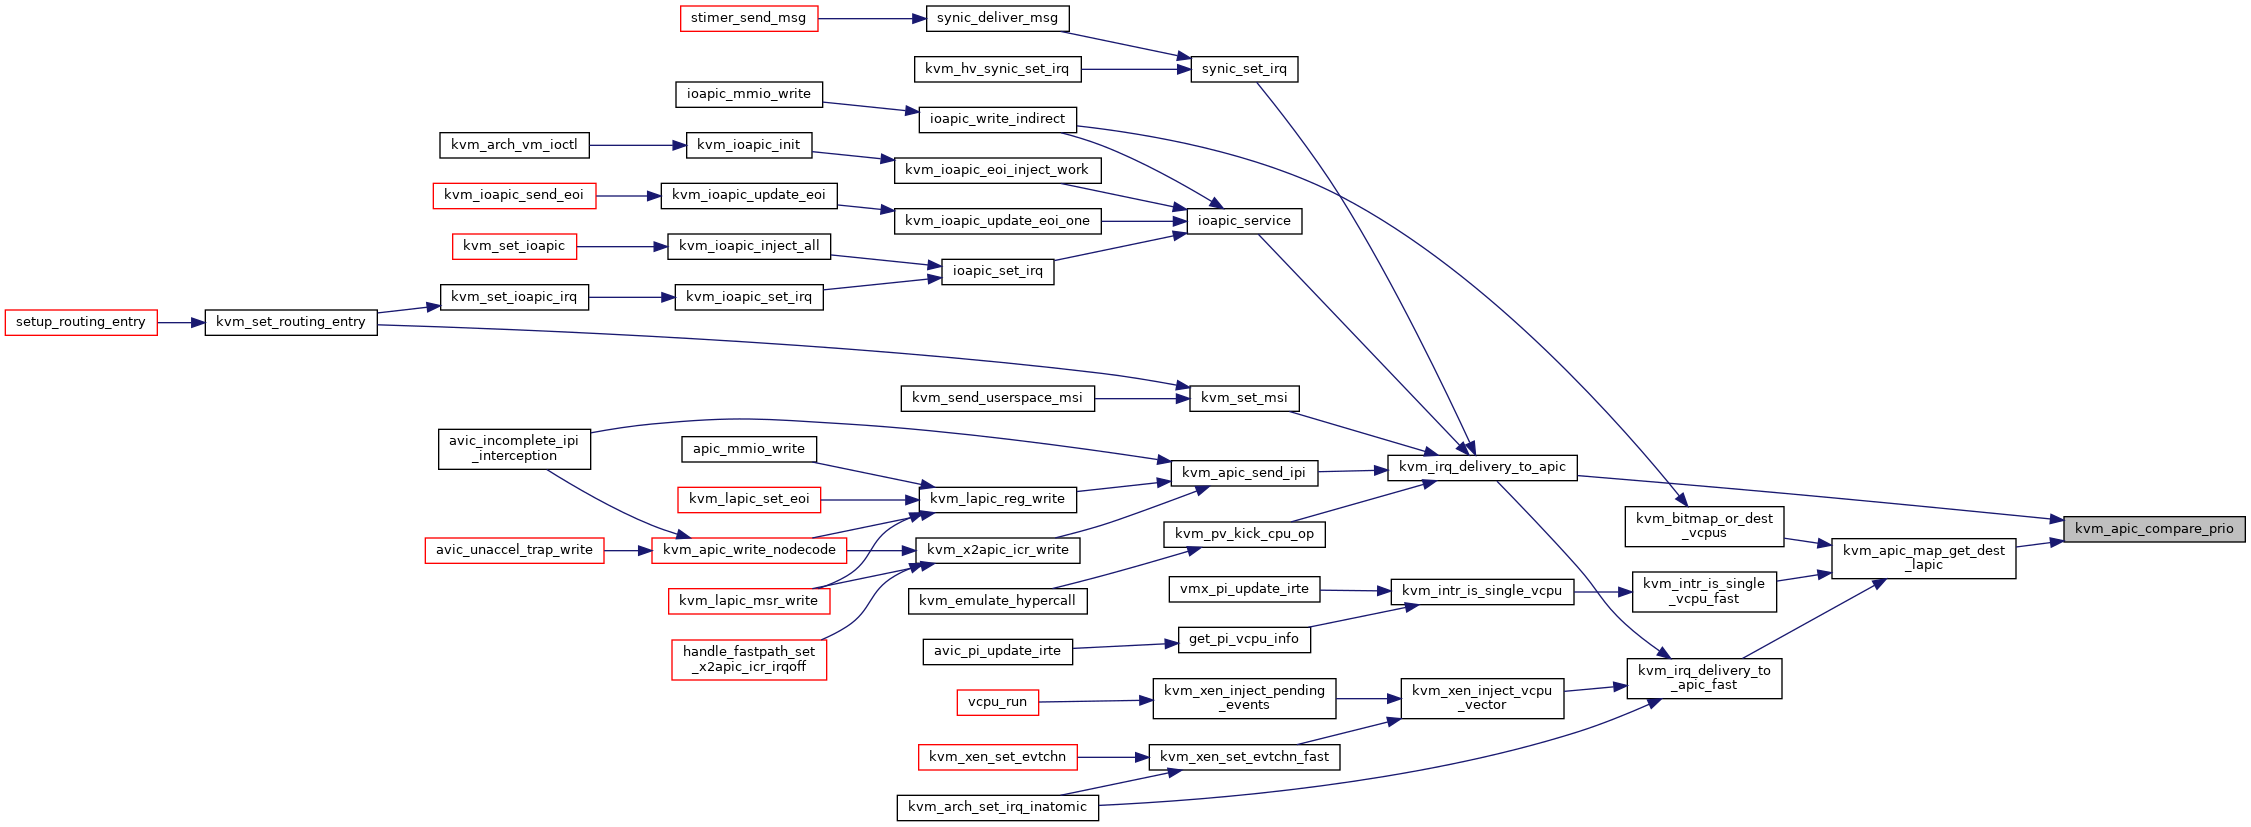 stimer_send_msg
synic_deliver_msg
kvm_hv_synic_set_irq
synic_set_irq
ioapic_mmio_write
ioapic_write_indirect
kvm_arch_vm_ioctl
kvm_ioapic_init
kvm_ioapic_eoi_inject_work
kvm_ioapic_send_eoi
kvm_ioapic_update_eoi
kvm_ioapic_update_eoi_one
ioapic_service
kvm_set_ioapic
kvm_ioapic_inject_all
ioapic_set_irq
kvm_set_ioapic_irq
kvm_ioapic_set_irq
setup_routing_entry
kvm_set_routing_entry
kvm_send_userspace_msi
kvm_set_msi
avic_incomplete_ipi
_interception
apic_mmio_write
kvm_apic_send_ipi
kvm_irq_delivery_to_apic
kvm_lapic_set_eoi
kvm_lapic_reg_write
kvm_pv_kick_cpu_op
kvm_bitmap_or_dest
_vcpus
kvm_apic_compare_prio
avic_unaccel_trap_write
kvm_apic_write_nodecode
kvm_x2apic_icr_write
kvm_apic_map_get_dest
_lapic
kvm_lapic_msr_write
kvm_emulate_hypercall
vmx_pi_update_irte
kvm_intr_is_single_vcpu
kvm_intr_is_single
_vcpu_fast
handle_fastpath_set
_x2apic_icr_irqoff
avic_pi_update_irte
get_pi_vcpu_info
kvm_irq_delivery_to
_apic_fast
vcpu_run
kvm_xen_inject_pending
_events
kvm_xen_inject_vcpu
_vector
kvm_xen_set_evtchn
kvm_xen_set_evtchn_fast
kvm_arch_set_irq_inatomic